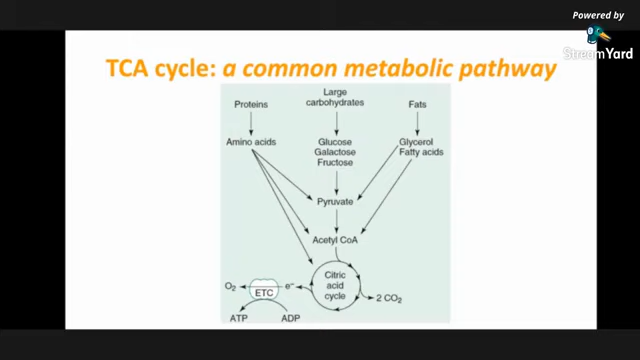 Powered by
StreamYard
TCA cycle: a common metabolic pathway
Large
Proteins carbohydrates Fats
Amino acids Glucose Glycerol
Galactose Fatty acids
Fructose
Pyruvate
Acetyl CoA
Citric
O₂ ETC e⁻ acid
cycle 2 CO₂
ATP ADP